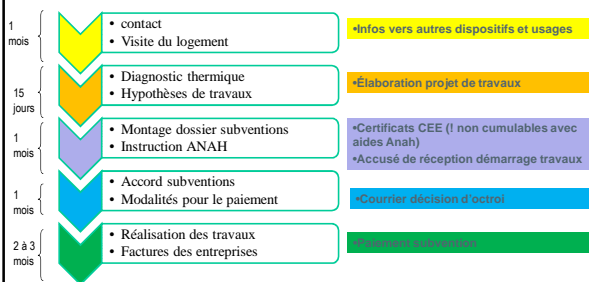 1
mois
• contact
• Visite du logement
•Infos vers autres dispositifs et usages
15
jours
• Diagnostic thermique
• Hypothèses de travaux
•Élaboration projet de travaux
1
mois
• Montage dossier subventions
• Instruction ANAH
•Certificats CEE (! non cumulables avec
aides Anah)
•Accusé de réception démarrage travaux
1
mois
• Accord subventions
• Modalités pour le paiement
•Courrier décision d'octroi
2 à 3
mois
• Réalisation des travaux
• Factures des entreprises
•Paiement subvention